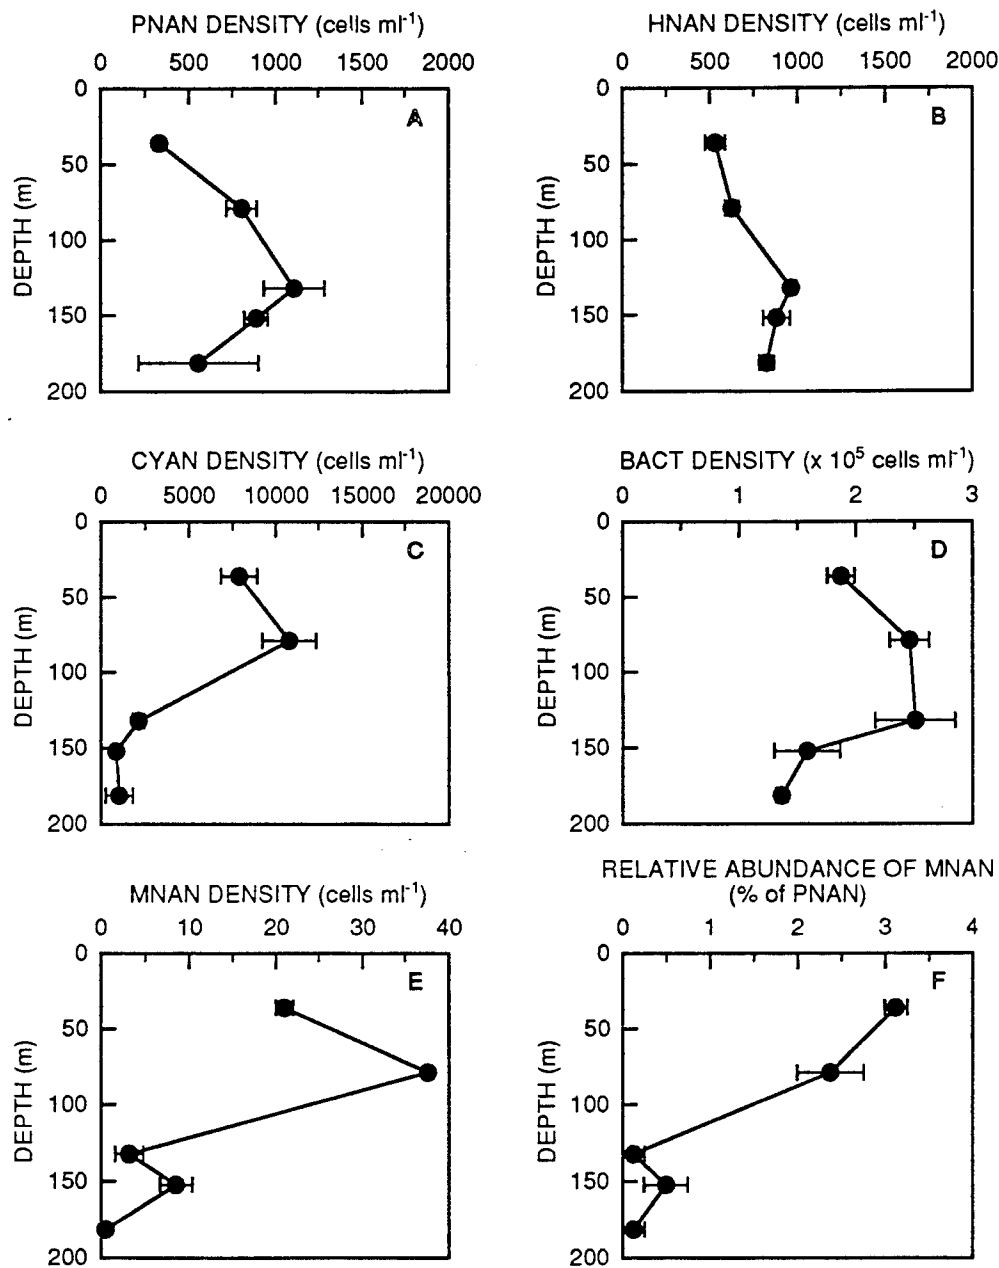 PNAN DENSITY (cells ml⁻¹)
0 500 1000 1500 2000
0
50
100
150
200
DEPTH (m)
A
HNAN DENSITY (cells ml⁻¹)
0 500 1000 1500 2000
0
50
100
150
200
DEPTH (m)
B
CYAN DENSITY (cells ml⁻¹)
0 5000 10000 15000 20000
0
50
100
150
200
DEPTH (m)
C
BACT DENSITY (x 10⁵ cells ml⁻¹)
0 1 2 3
0
50
100
150
200
DEPTH (m)
D
MNAN DENSITY (cells ml⁻¹)
0 10 20 30 40
0
50
100
150
200
DEPTH (m)
E
RELATIVE ABUNDANCE OF MNAN
(% of PNAN)
0 1 2 3 4
0
50
100
150
200
DEPTH (m)
F